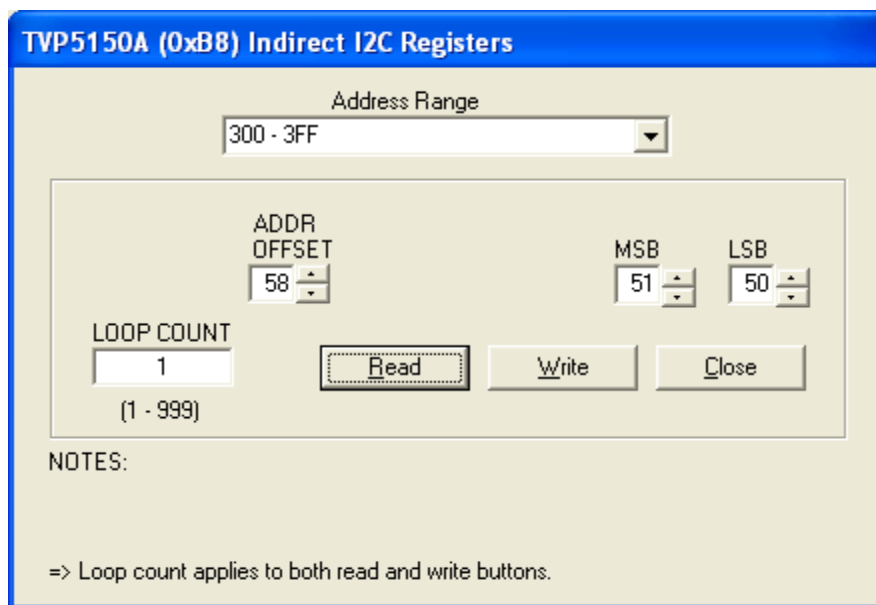 TVP5150A (0xB8) Indirect I2C Registers
Address Range
300 - 3FF
ADDR
OFFSET
58
MSB
51
LSB
50
LOOP COUNT
1
(1 - 999)
Read
Write
Close
NOTES:
=> Loop count applies to both read and write buttons.